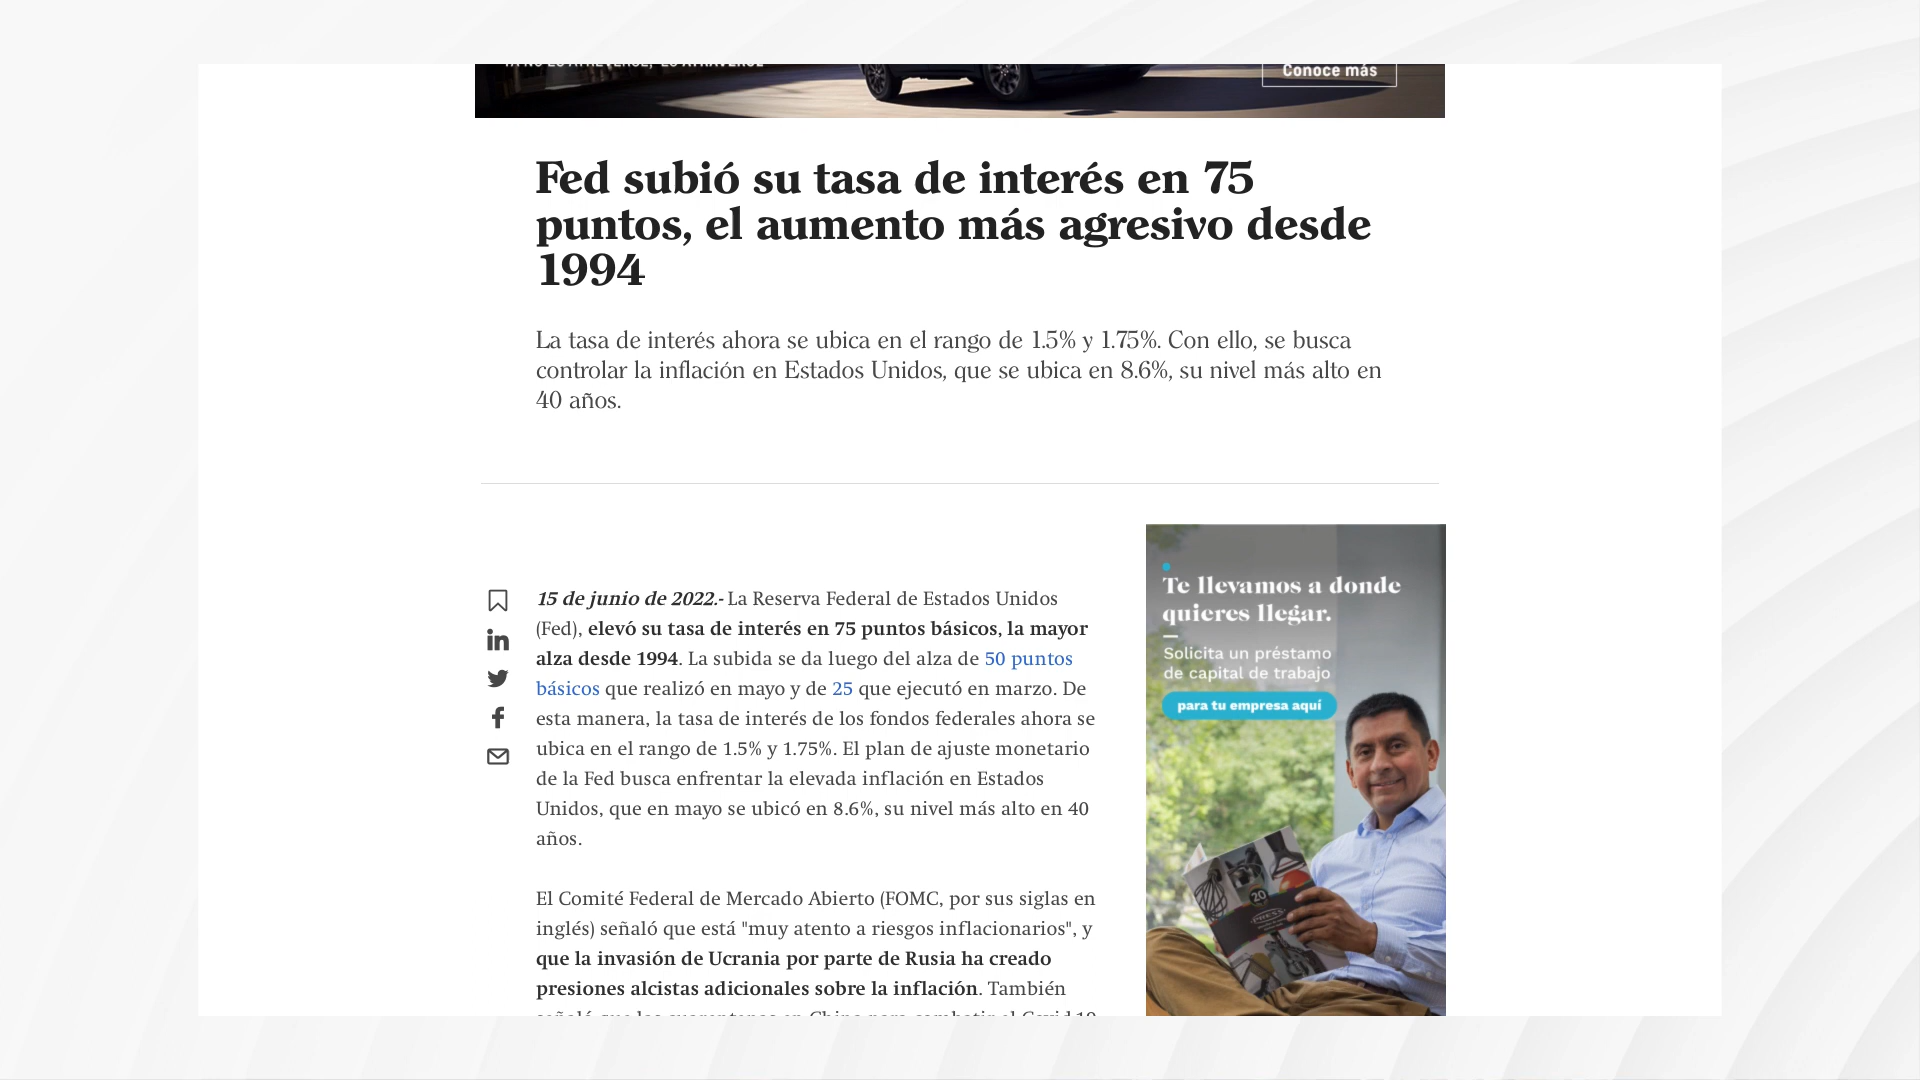 Conoce más
Fed subió su tasa de interés en 75
puntos, el aumento más agresivo desde
1994
La tasa de interés ahora se ubica en el rango de 1.5% y 1.75%. Con ello, se busca
controlar la inflación en Estados Unidos, que se ubica en 8.6%, su nivel más alto en
40 años.
15 de junio de 2022.- La Reserva Federal de Estados Unidos
(Fed), elevó su tasa de interés en 75 puntos básicos, la mayor
alza desde 1994. La subida se da luego del alza de 50 puntos
básicos que realizó en mayo y de 25 que ejecutó en marzo. De
esta manera, la tasa de interés de los fondos federales ahora se
ubica en el rango de 1.5% y 1.75%. El plan de ajuste monetario
de la Fed busca enfrentar la elevada inflación en Estados
Unidos, que en mayo se ubicó en 8.6%, su nivel más alto en 40
años.
El Comité Federal de Mercado Abierto (FOMC, por sus siglas en
inglés) señaló que está "muy atento a riesgos inflacionarios", y
que la invasión de Ucrania por parte de Rusia ha creado
presiones alcistas adicionales sobre la inflación. También
Te llevamos a donde
quieres llegar.
Solicita un préstamo
de capital de trabajo
para tu empresa aquí
20
PRESS